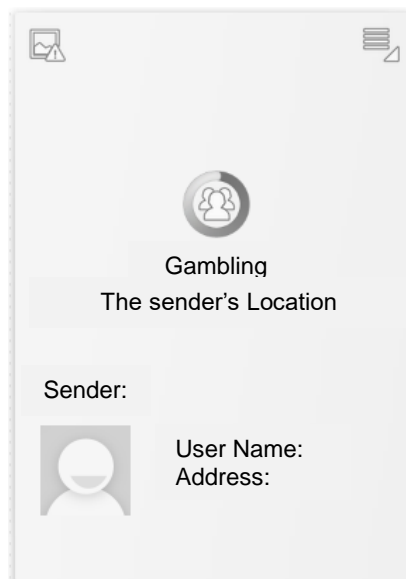 Gambling
The sender's Location
Sender:
User Name:
Address: